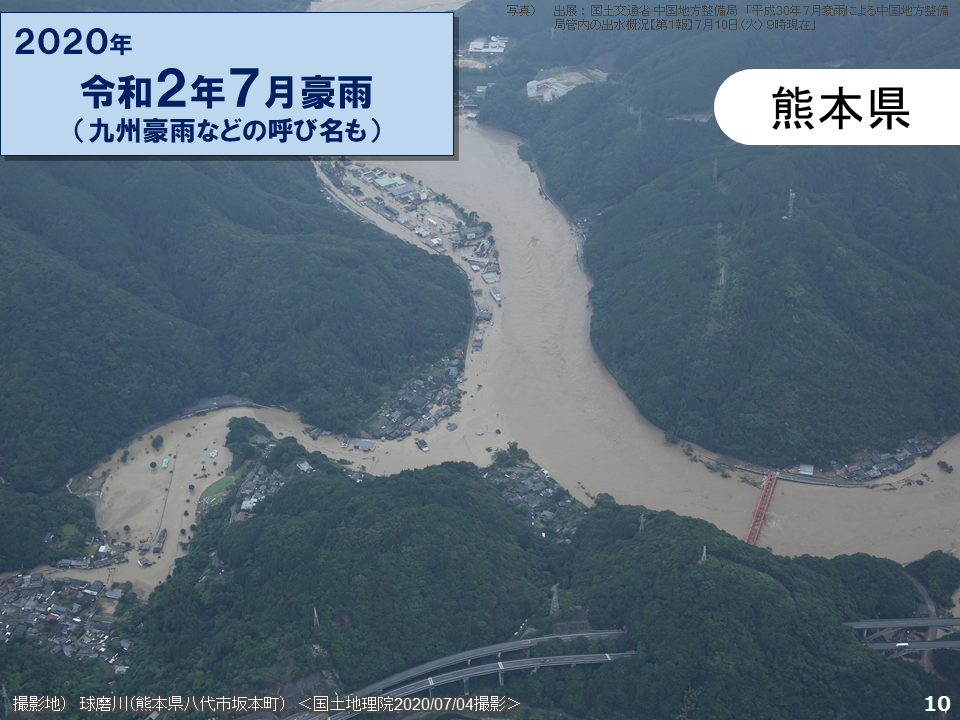 写真） 出展：国土交通省 中国地方整備局 「平成30年7月豪雨による中国地方整備
局管内の出水概況【第1報】7月10日（火）9時現在」
2020年
令和2年7月豪雨
（九州豪雨などの呼び名も）
熊本県
撮影地） 球磨川(熊本県八代市坂本町) ＜国土地理院2020/07/04撮影＞
10